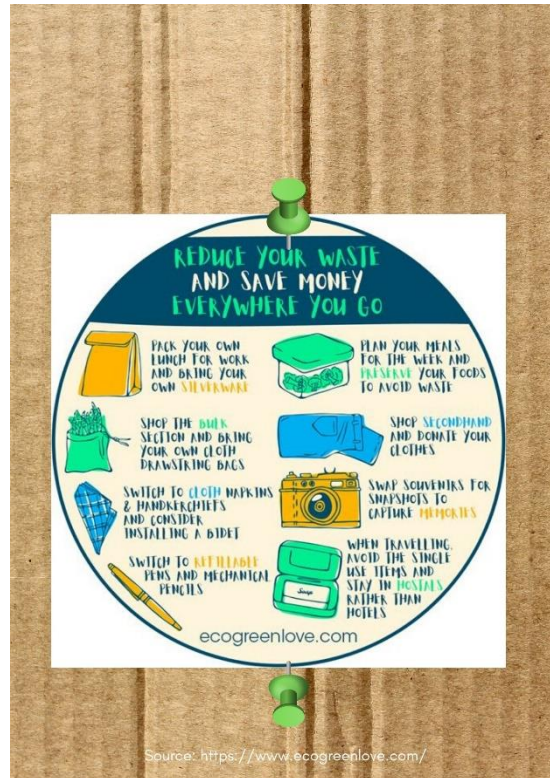 REDUCE YOUR WASTE
AND SAVE MONEY
EVERYWHERE YOU GO
PACK YOUR OWN
LUNCH FOR WORK
AND BRING YOUR
OWN SILVERWARE
PLAN YOUR MEALS
FOR THE WEEK AND
PRESERVE YOUR FOODS
TO AVOID WASTE
SHOP THE BULK
SECTION AND BRING
YOUR OWN CLOTH
DRAWSTRING BAGS
SHOP SECONDHAND
AND DONATE YOUR
CLOTHES
SWITCH TO CLOTH NAPKINS
& HANDKERCHIEFS
AND CONSIDER
INSTALLING A BIDET
SWAP SOUVENIRS FOR
SNAPSHOTS TO
CAPTURE MEMORIES
SWITCH TO REFILLABLE
PENS AND MECHANICAL
PENCILS
WHEN TRAVELLING,
AVOID THE SINGLE
USE ITEMS AND
STAY IN HOSTALS
RATHER THAN
HOTELS
Soap
ecogreenlove.com
Source: https://www.ecogreenlove.com/